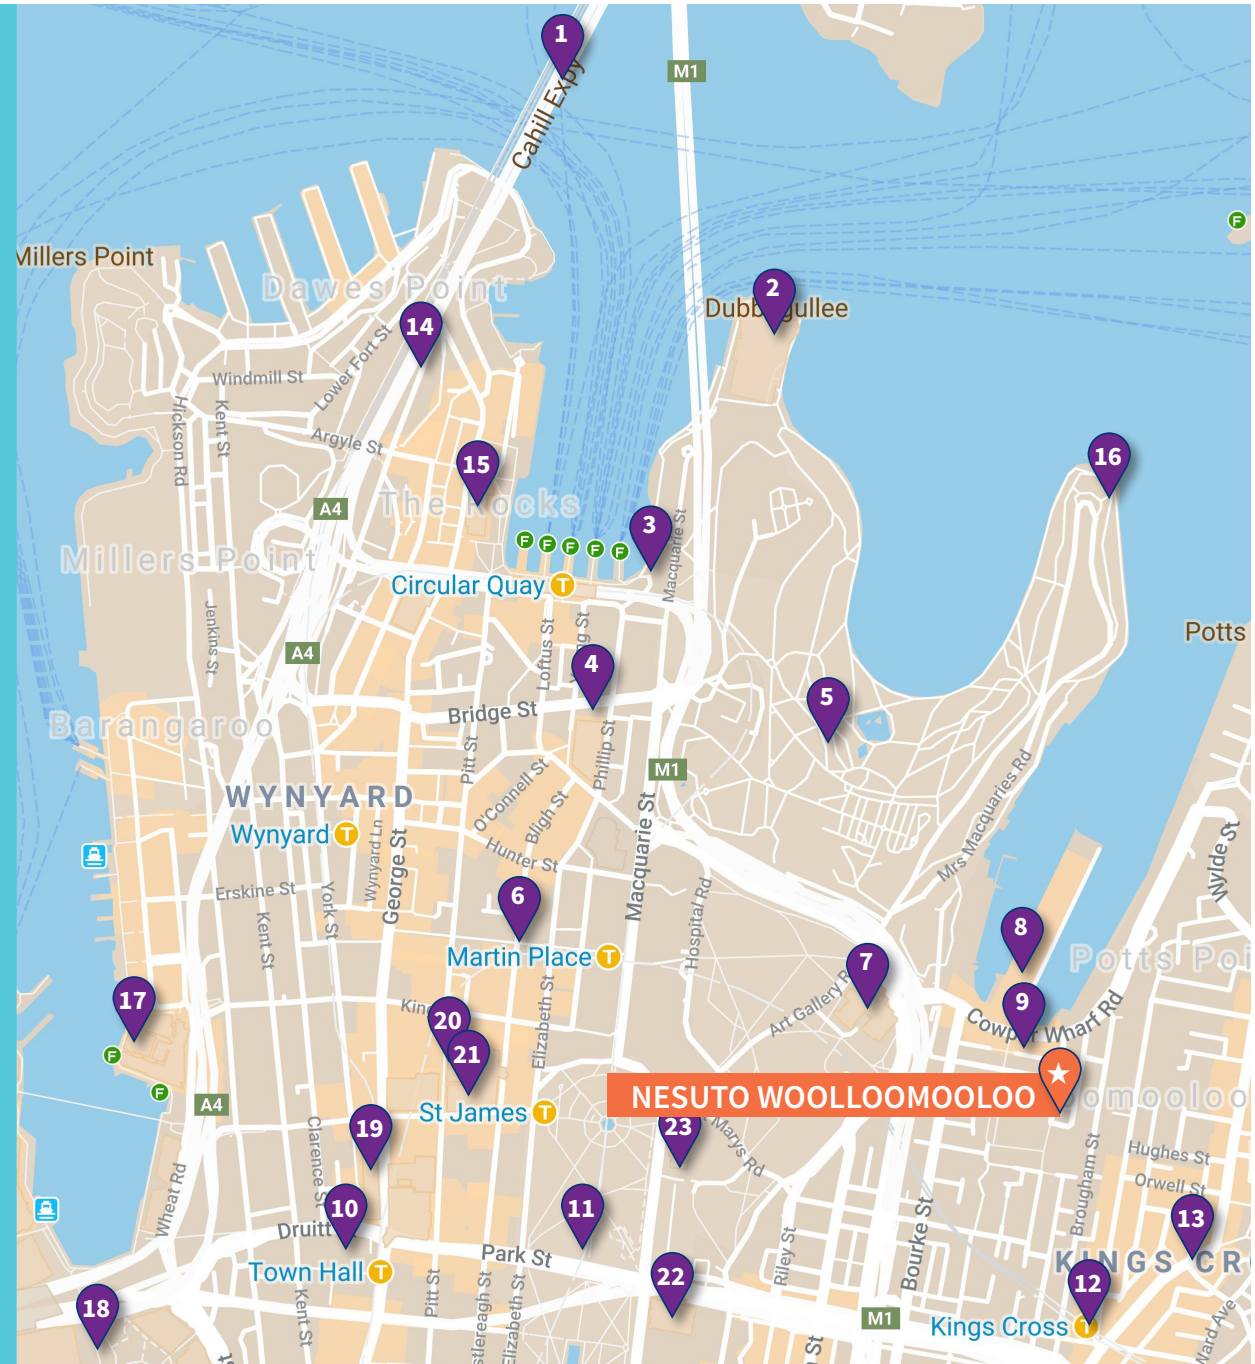 1
Cahill Expy
M1
F
Millers Point
Dawes Point
2
Dubb gullee
14
Lower Fort St
Windmill St
Hickson Rd
Kent St
Argyle St
16
15
A4
The Rocks
3
Macquarie St
F F F F F
Millers Point
Circular Quay T
Jenkins St
Potts
A4
Loftus St
4
5
Bridge St
Barangaroo
Pitt St
Phillip St
M1
O'Connell St
Bligh St
WYNYARD
Wynyard T
Wynyard Ln
George St
Hunter St
Macquarie St
Mrs Macquaries Rd
Wylde St
Erskine St
York St
Kent St
6
Hospital Rd
Martin Place T
8
Potts Poi
7
Art Gallery R
17
20
21
Elizabeth St
9
Cowper Wharf Rd
F
F
A4
NESUTO WOOLLOOMOOLOO
omooloo
St James T
23
Marys Rd
19
Clarence St
Wheat Rd
10
Druitt
11
Park St
Town Hall T
Riley St
Bourke St
Brougham St
Hughes St
Orwell St
13
KINGS CR
12
Kings Cross T
22
M1
18
Kent St
Pitt St
stlereagh St
Elizabeth St
n St
Ward Ave